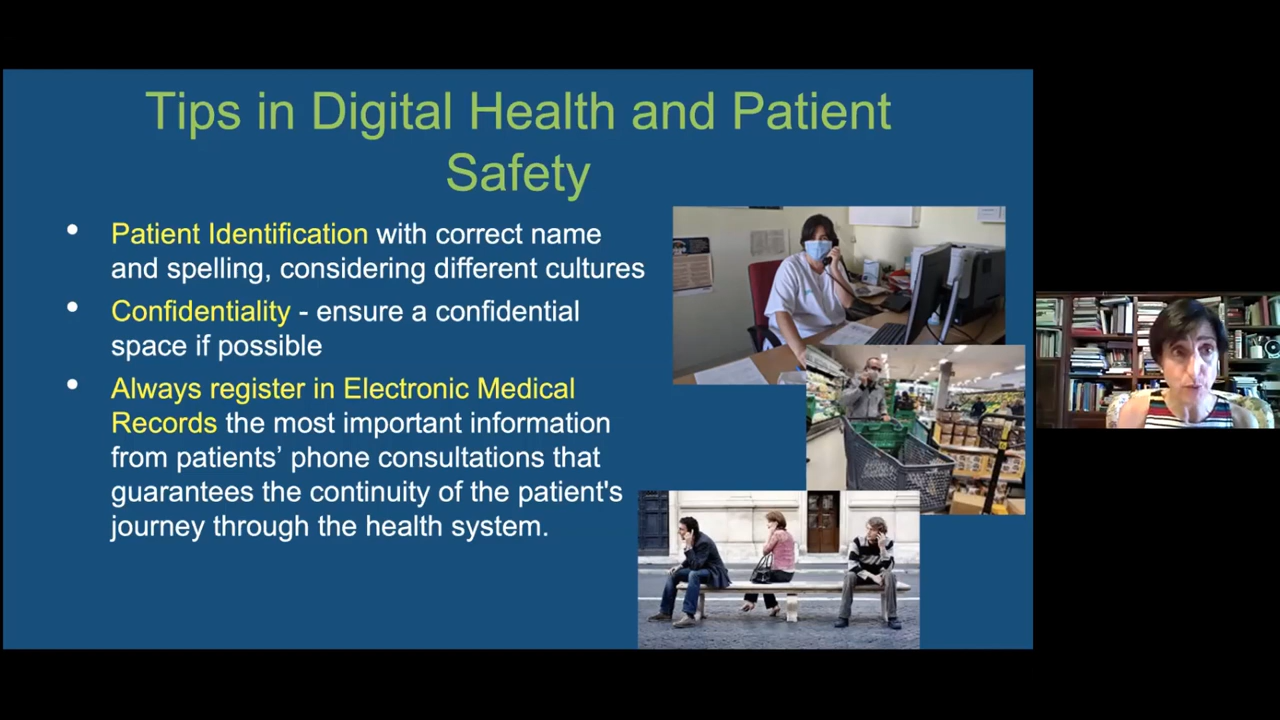 Tips in Digital Health and Patient
Safety
• Patient Identification with correct name
and spelling, considering different cultures
• Confidentiality - ensure a confidential
space if possible
• Always register in Electronic Medical
Records the most important information
from patients’ phone consultations that
guarantees the continuity of the patient's
journey through the health system.